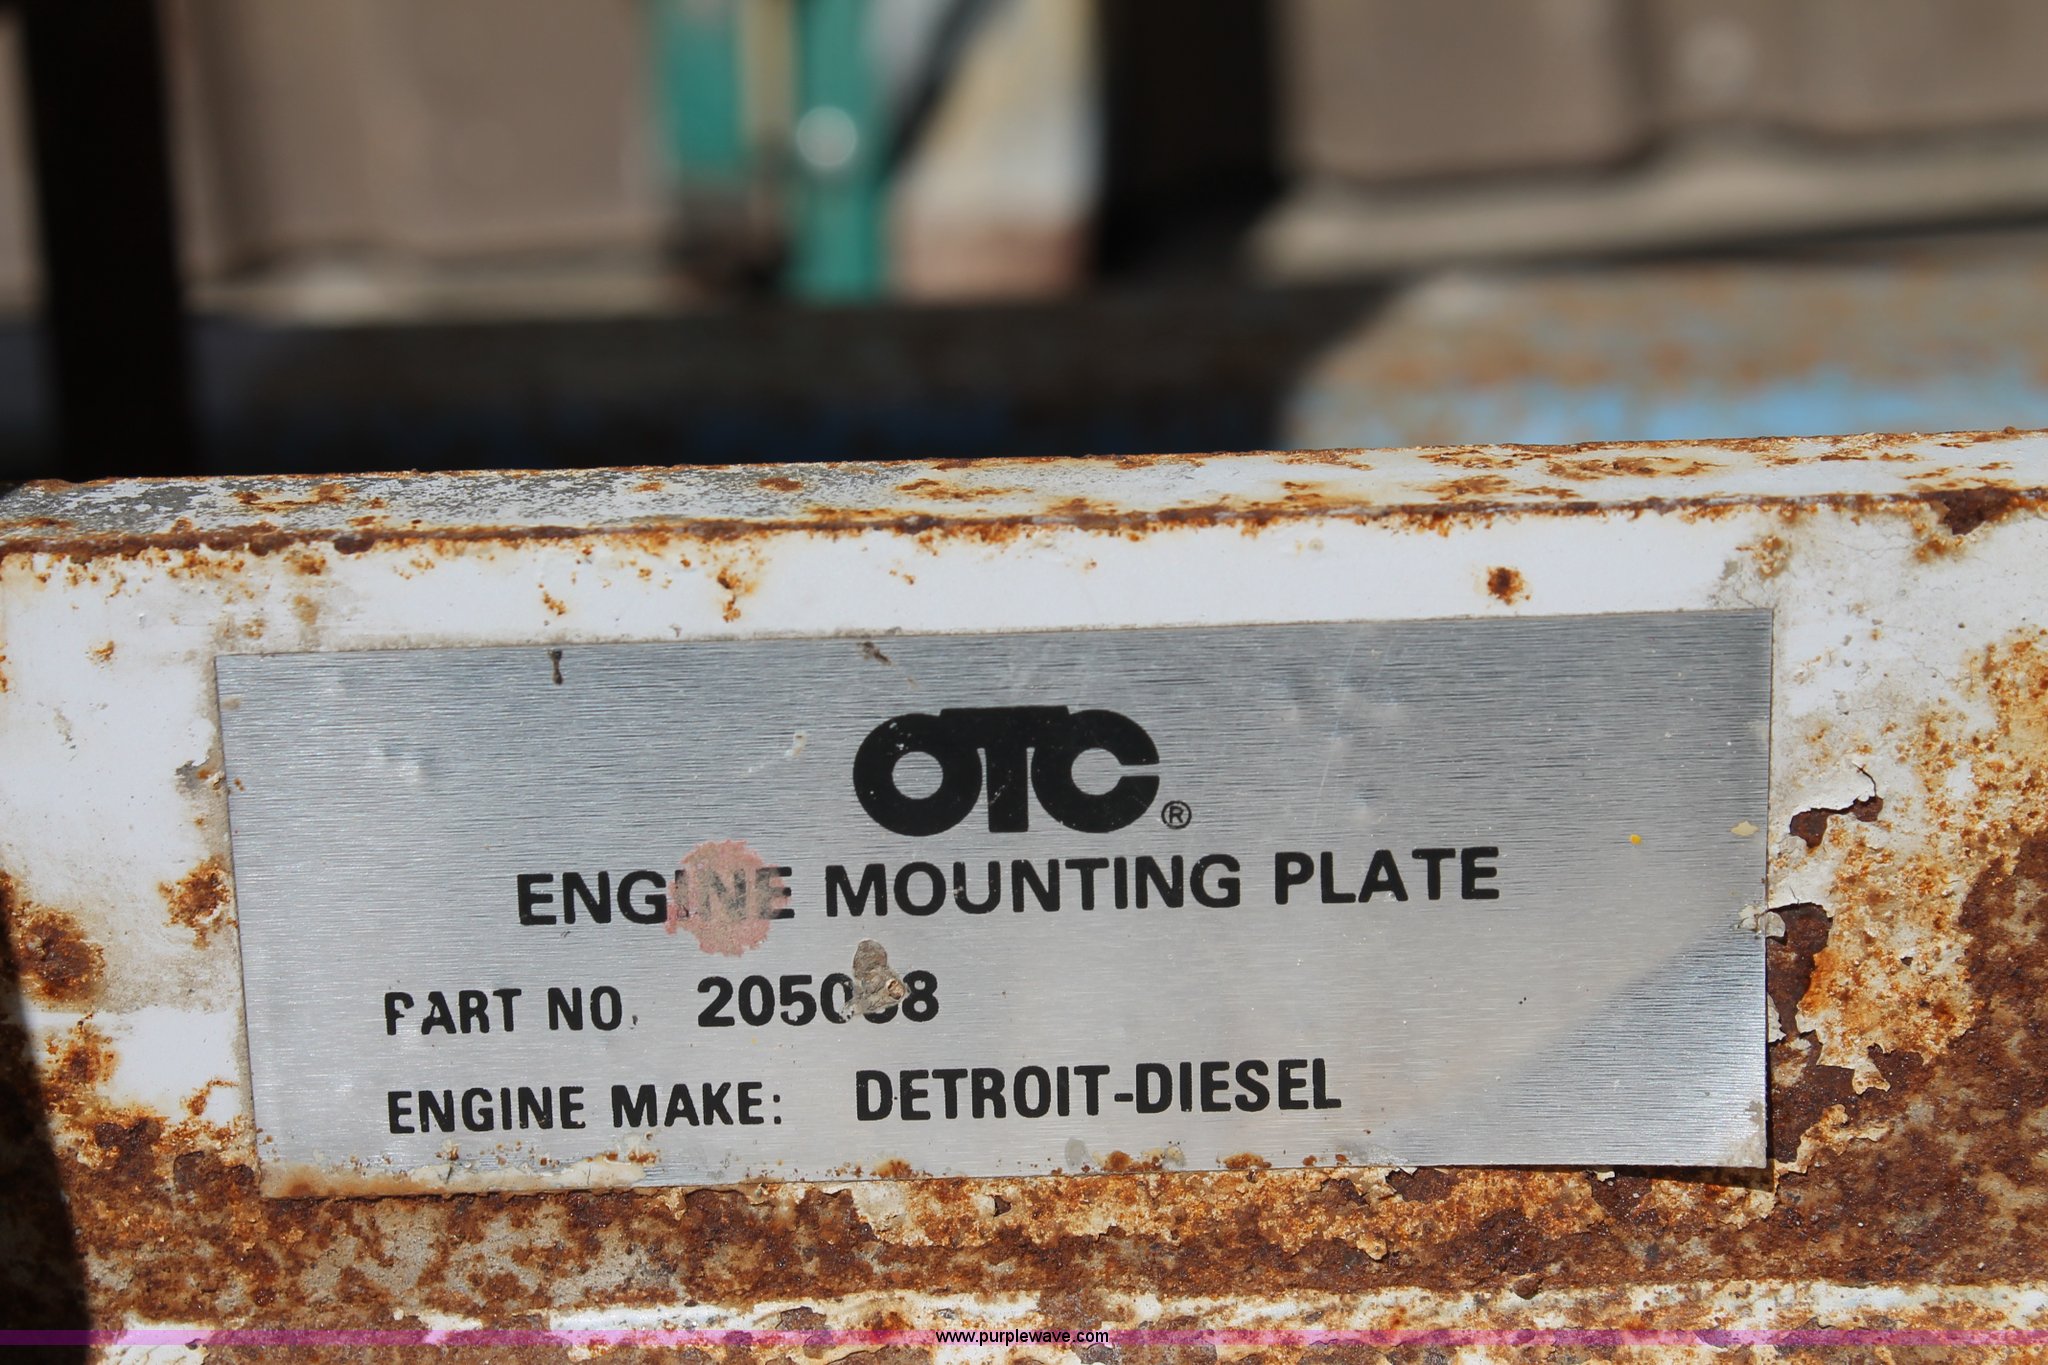 OTC®
ENGINE MOUNTING PLATE
PART NO.
ENGINE MAKE: DETROIT-DIESEL
www.purplewave.com